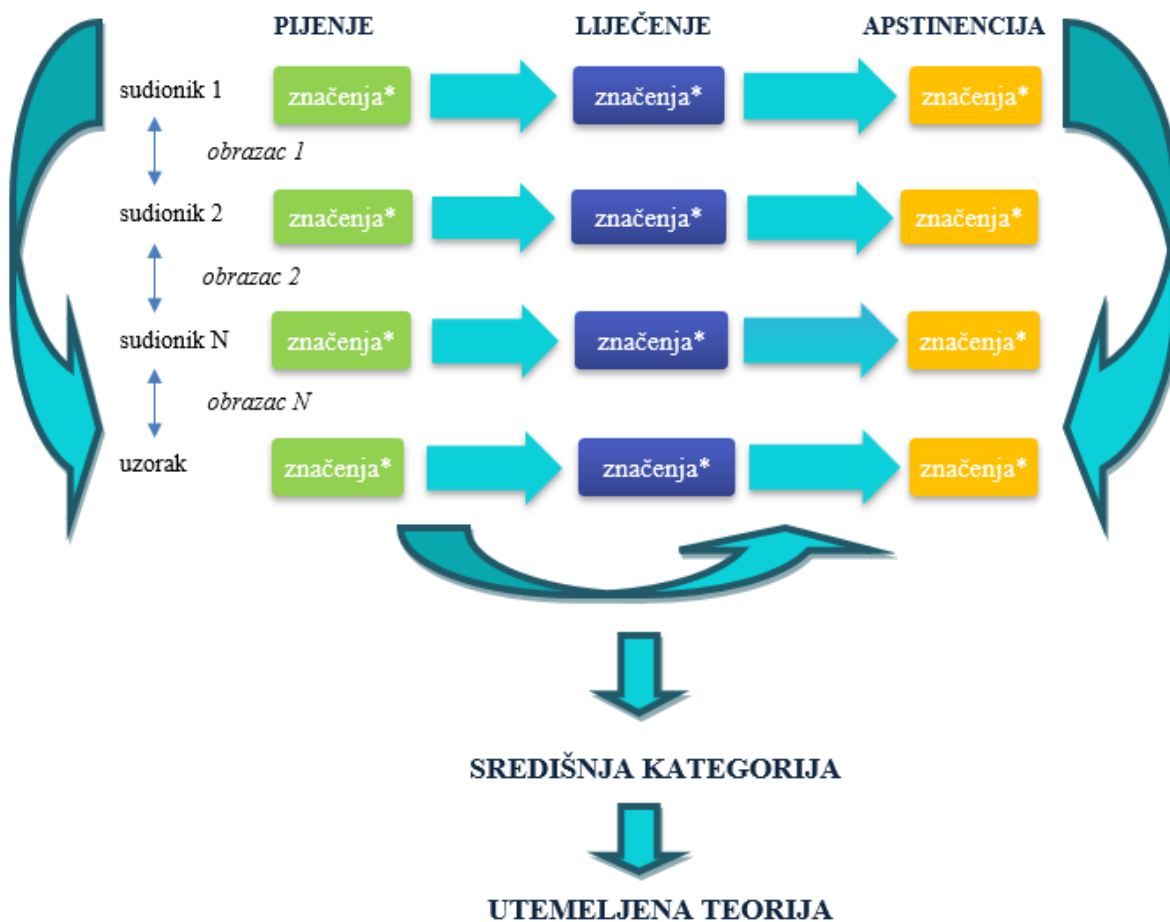 PIJENJE LIJEČENJE APSTINENCIJA
sudionik 1 značenja* značenja* značenja*
obrazac 1
sudionik 2 značenja* značenja* značenja*
obrazac 2
sudionik N značenja* značenja* značenja*
obrazac N
uzorak značenja* značenja* značenja*
SREDIŠNJA KATEGORIJA
UTEMELJENA TEORIJA